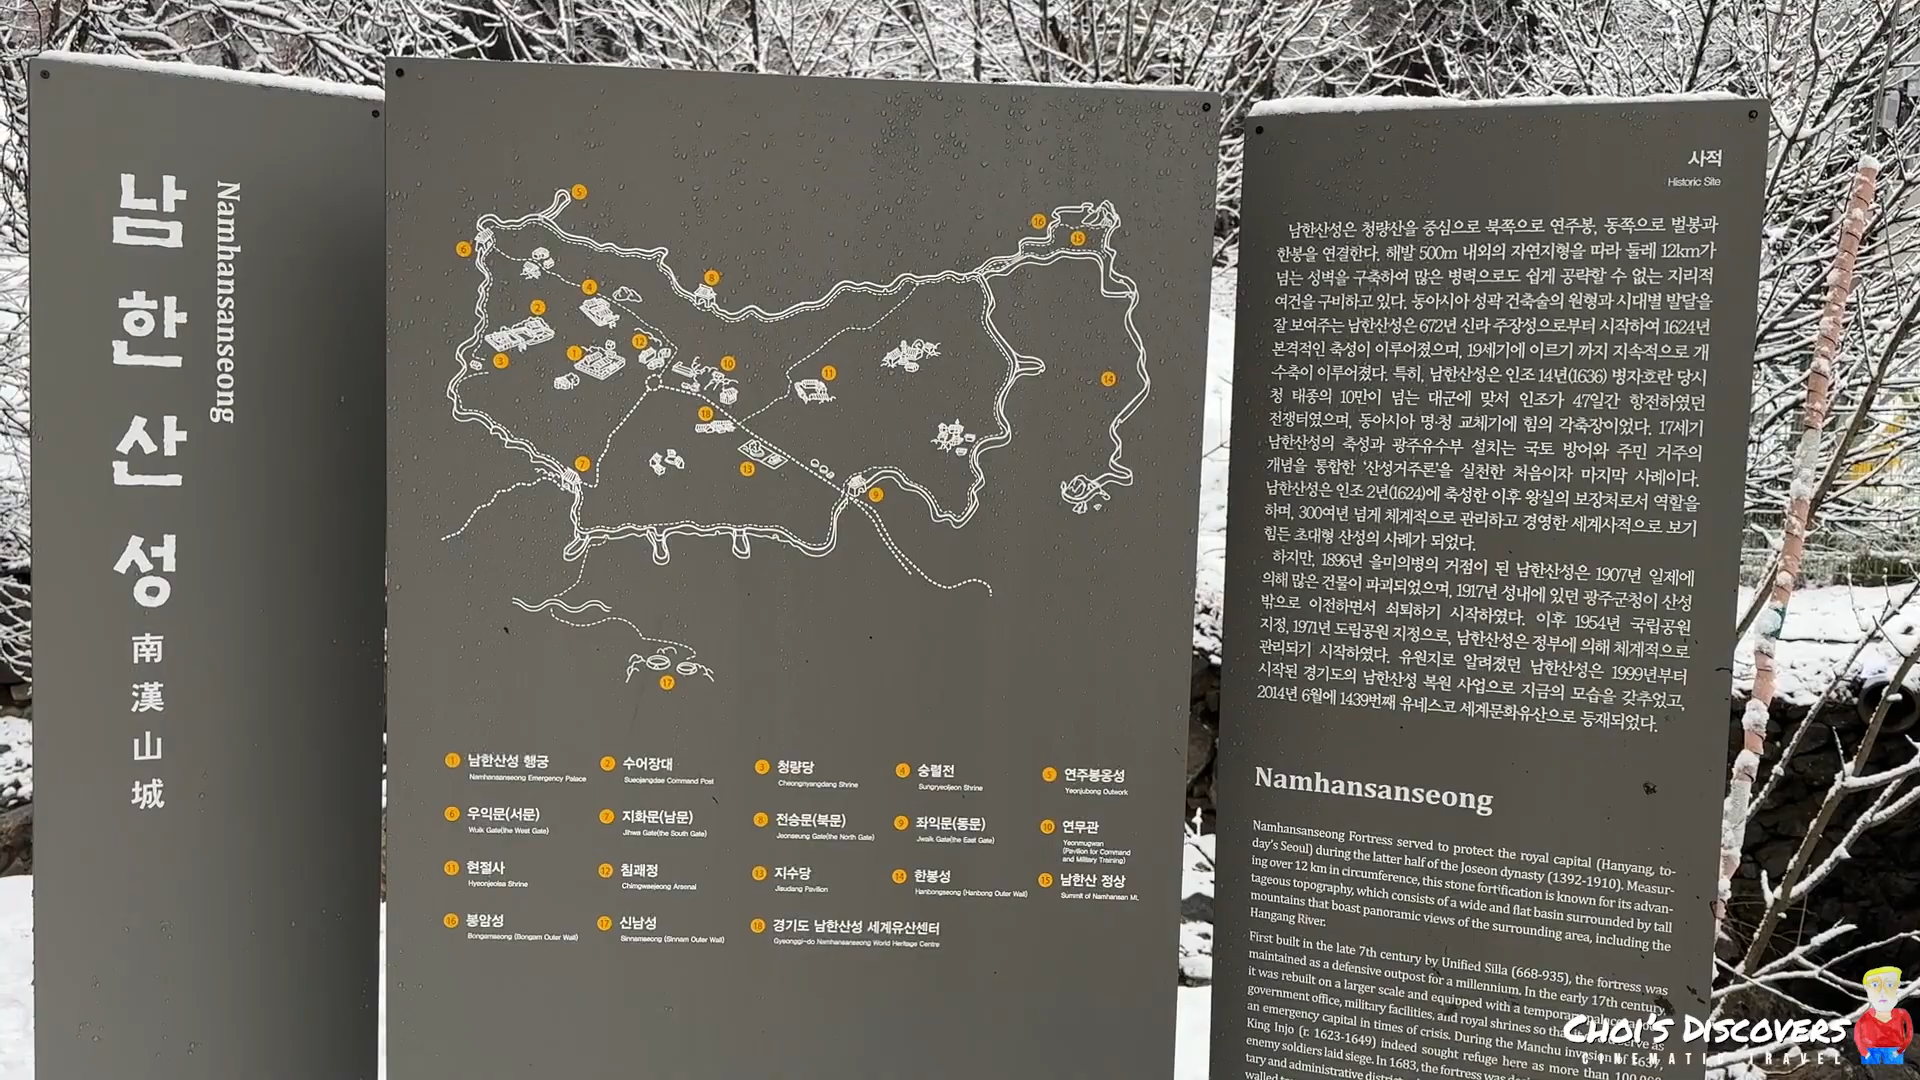 남한산성
Namhansanseong
南漢山城
5
16
6
15
8
4
2
12
1
3
10
11
14
18
7
13
9
17
1 남한산성 행궁
Namhansanseong Emergency Palace
2 수어장대
Sueojangdae Command Post
3 청량당
Cheongnyangdang Shrine
4 숭렬전
Sungryeoljeon Shrine
5 연주봉옹성
Yeonjubong Outwork
6 우익문(서문)
Wuik Gate(the West Gate)
7 지화문(남문)
Jihwa Gate(the South Gate)
8 전승문(북문)
Jeonseung Gate(the North Gate)
9 좌익문(동문)
Jwaik Gate(the East Gate)
10 연무관
Yeonmugwan
(Pavilion for Command
and Military Training)
11 현절사
Hyeonjeolsa Shrine
12 침괘정
Chimgwaejeong Arsenal
13 지수당
Jisudang Pavilion
14 한봉성
Hanbongseong (Hanbong Outer Wall)
15 남한산 정상
Summit of Namhansan Mt.
16 봉암성
Bongamseong (Bongam Outer Wall)
17 신남성
Sinnamseong (Sinnam Outer Wall)
18 경기도 남한산성 세계유산센터
Gyeonggi-do Namhansanseong World Heritage Centre
사적
Historic Site
남한산성은 청량산을 중심으로 북쪽으로 연주봉, 동쪽으로 벌봉과
한봉을 연결한다. 해발 500m 내외의 자연지형을 따라 둘레 12km가
넘는 성벽을 구축하여 많은 병력으로도 쉽게 공략할 수 없는 지리적
여건을 구비하고 있다. 동아시아 성곽 건축술의 원형과 시대별 발달을
잘 보여주는 남한산성은 672년 신라 주장성으로부터 시작하여 1624년
본격적인 축성이 이루어졌으며, 19세기에 이르기 까지 지속적으로 개
수축이 이루어졌다. 특히, 남한산성은 인조 14년(1636) 병자호란 당시
청 태종의 10만이 넘는 대군에 맞서 인조가 47일간 항전하였던
전쟁터였으며, 동아시아 명·청 교체기에 힘의 각축장이었다. 17세기
남한산성의 축성과 광주유수부 설치는 국토 방어와 주민 거주의
개념을 통합한 '산성거주론'을 실천한 처음이자 마지막 사례이다.
남한산성은 인조 2년(1624)에 축성한 이후 왕실의 보장처로서 역할을
하며, 300여년 넘게 체계적으로 관리하고 경영한 세계사적으로 보기
힘든 초대형 산성의 사례가 되었다.
하지만, 1896년 을미의병의 거점이 된 남한산성은 1907년 일제에
의해 많은 건물이 파괴되었으며, 1917년 성내에 있던 광주군청이 산성
밖으로 이전하면서 쇠퇴하기 시작하였다. 이후 1954년 국립공원
지정, 1971년 도립공원 지정으로, 남한산성은 정부에 의해 체계적으로
관리되기 시작하였다. 유원지로 알려졌던 남한산성은 1999년부터
시작된 경기도의 남한산성 복원 사업으로 지금의 모습을 갖추었고,
2014년 6월에 1439번째 유네스코 세계문화유산으로 등재되었다.
Namhansanseong
Namhansanseong Fortress served to protect the royal capital (Hanyang, to-
day's Seoul) during the latter half of the Joseon dynasty (1392-1910). Measur-
ing over 12 km in circumference, this stone fortification is known for its advan-
tageous topography, which consists of a wide and flat basin surrounded by tall
mountains that boast panoramic views of the surrounding area, including the
Hangang River.
First built in the late 7th century by Unified Silla (668-935), the fortress was
maintained as a defensive outpost for a millennium. In the early 17th century,
it was rebuilt on a larger scale and equipped with a temporary palace,
government office, military facilities, and royal shrines so that it serve as
an emergency capital in times of crisis. During the Manchu invasion of 1637,
King Injo (r. 1623-1649) indeed sought refuge here as more than 100,000
enemy soldiers laid siege. In 1683, the fortress was
tary and administrative
walled
CHOI'S DISCOVERS
CINEMATIC TRAVEL